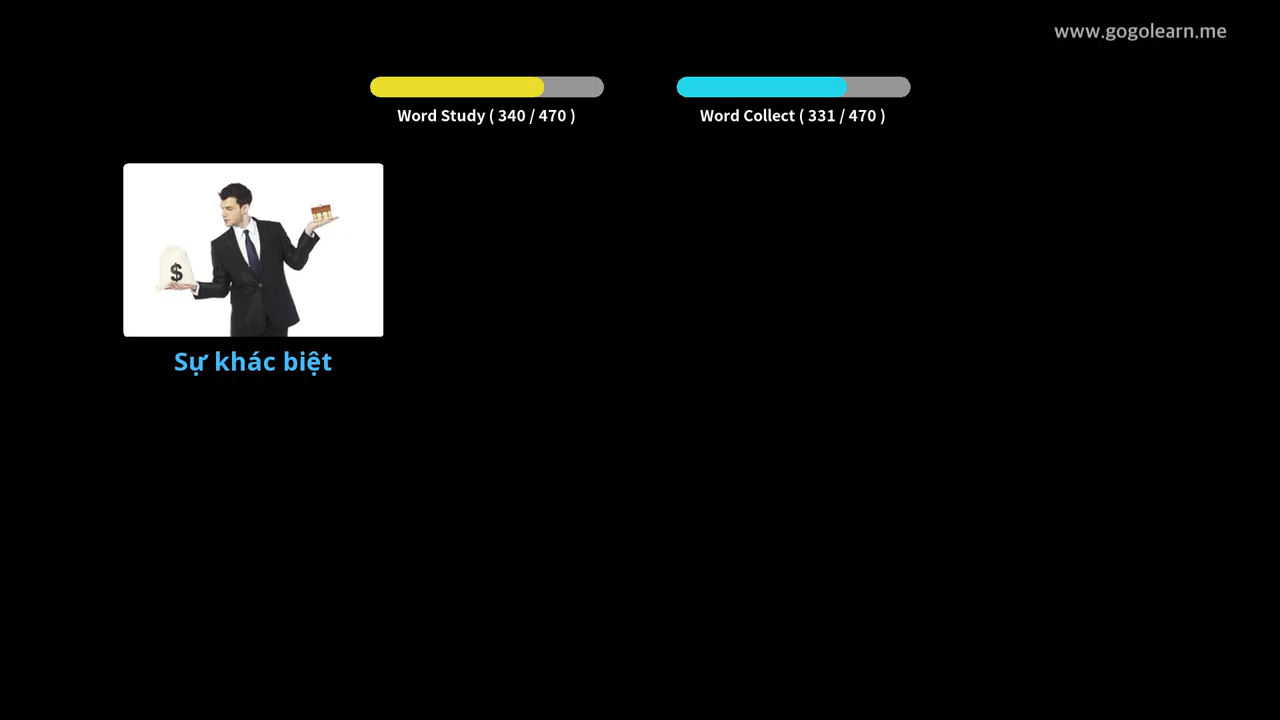 www.gogolearn.me
Word Study ( 340 / 470 )
Word Collect ( 331 / 470 )
$
Sự khác biệt